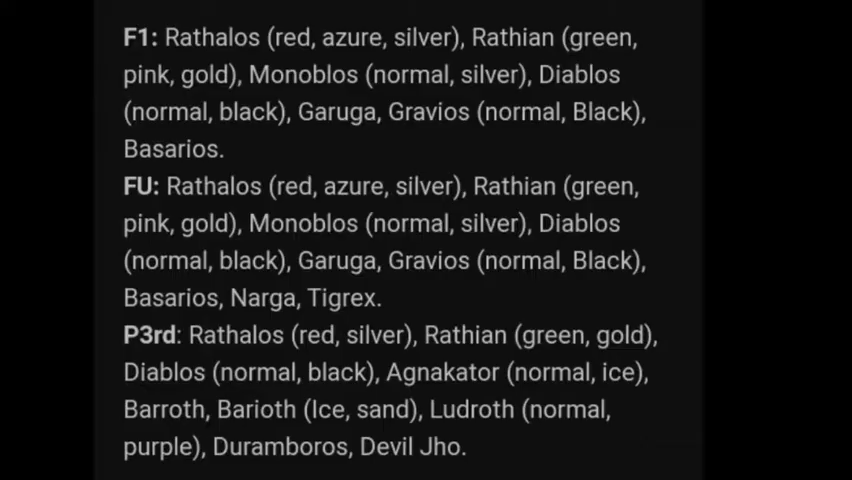 F1: Rathalos (red, azure, silver), Rathian (green,
pink, gold), Monoblos (normal, silver), Diablos
(normal, black), Garuga, Gravios (normal, Black),
Basarios.
FU: Rathalos (red, azure, silver), Rathian (green,
pink, gold), Monoblos (normal, silver), Diablos
(normal, black), Garuga, Gravios (normal, Black),
Basarios, Narga, Tigrex.
P3rd: Rathalos (red, silver), Rathian (green, gold),
Diablos (normal, black), Agnakator (normal, ice),
Barroth, Barioth (Ice, sand), Ludroth (normal,
purple), Duramboros, Devil Jho.